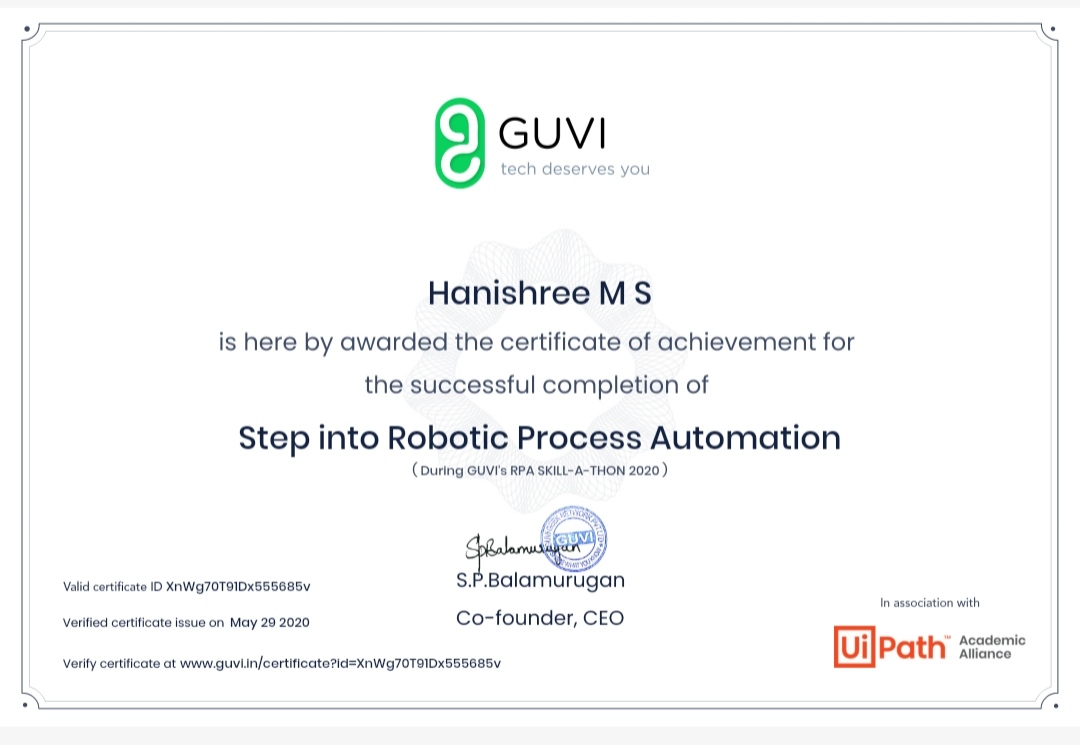 GUVI
tech deserves you
Hanishree M S
is here by awarded the certificate of achievement for
the successful completion of
Step into Robotic Process Automation
( During GUVI's RPA SKILL-A-THON 2020 )
SpBalamurugan
GUVI
S.P.Balamurugan
Co-founder, CEO
Valid certificate ID XnWg70T91Dx555685v
Verified certificate issue on May 29 2020
Verify certificate at www.guvi.in/certificate?id=XnWg70T91Dx555685v
In association with
UiPath™ Academic
Alliance